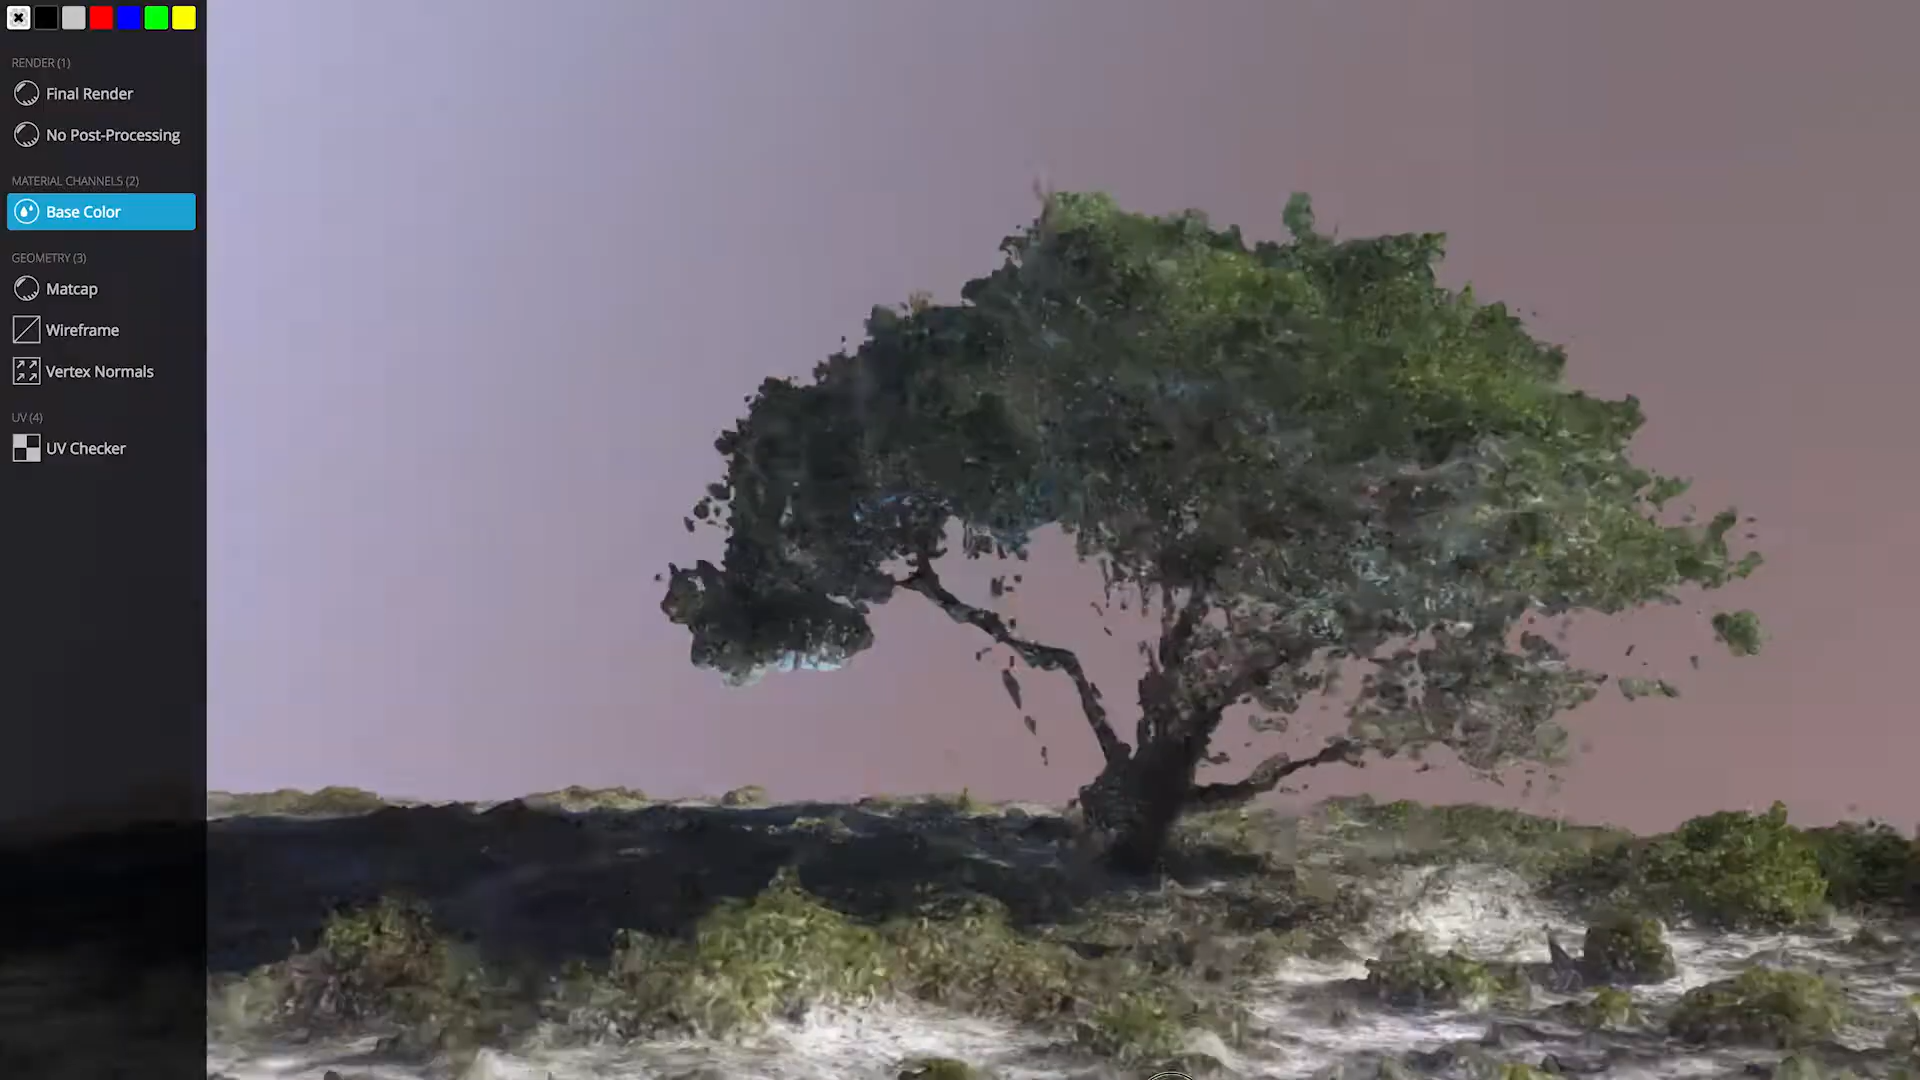 RENDER (1)
Final Render
No Post-Processing
MATERIAL CHANNELS (2)
Base Color
GEOMETRY (3)
Matcap
Wireframe
Vertex Normals
UV (4)
UV Checker